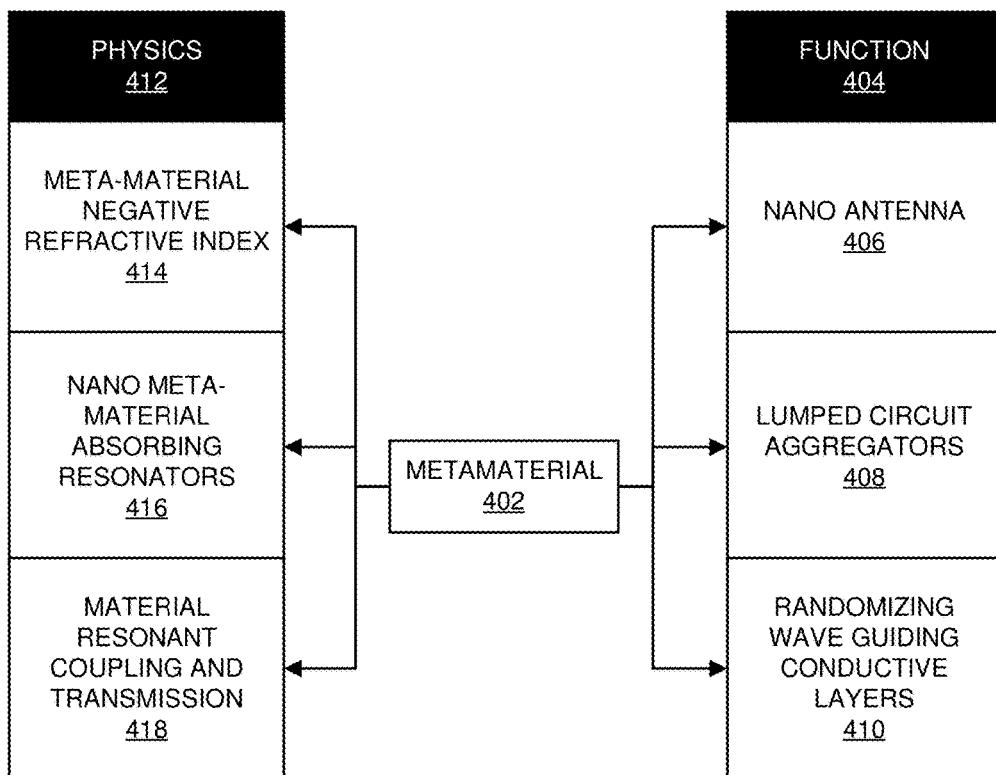 PHYSICS
412
META-MATERIAL
NEGATIVE
REFRACTIVE INDEX
414
NANO META-
MATERIAL
ABSORBING
RESONATORS
416
MATERIAL
RESONANT
COUPLING AND
TRANSMISSION
418
METAMATERIAL
402
FUNCTION
404
NANO ANTENNA
406
LUMPED CIRCUIT
AGGREGATORS
408
RANDOMIZING
WAVE GUIDING
CONDUCTIVE
LAYERS
410